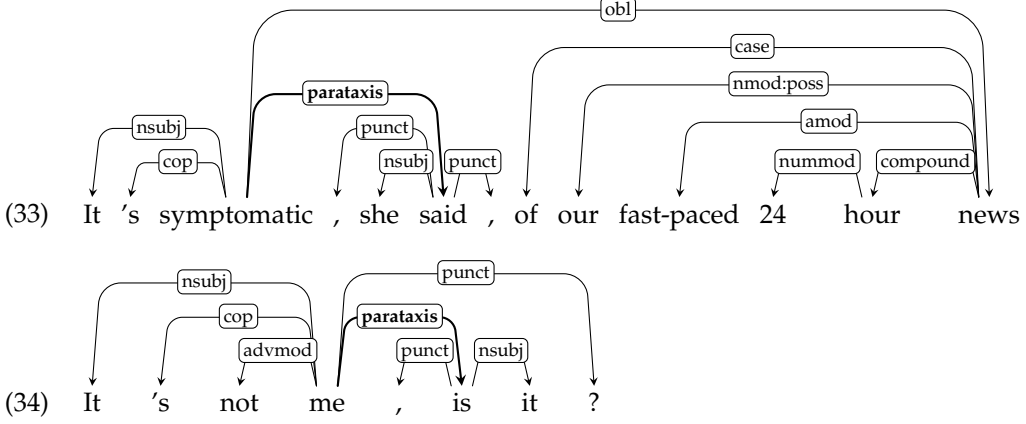 obl
case
parataxis nmod:poss
nsubj punct amod
cop nsubj punct nummod compound
(33) It 's symptomatic , she said , of our fast-paced 24 hour news
nsubj punct
cop parataxis
advmod punct nsubj
(34) It 's not me , is it ?